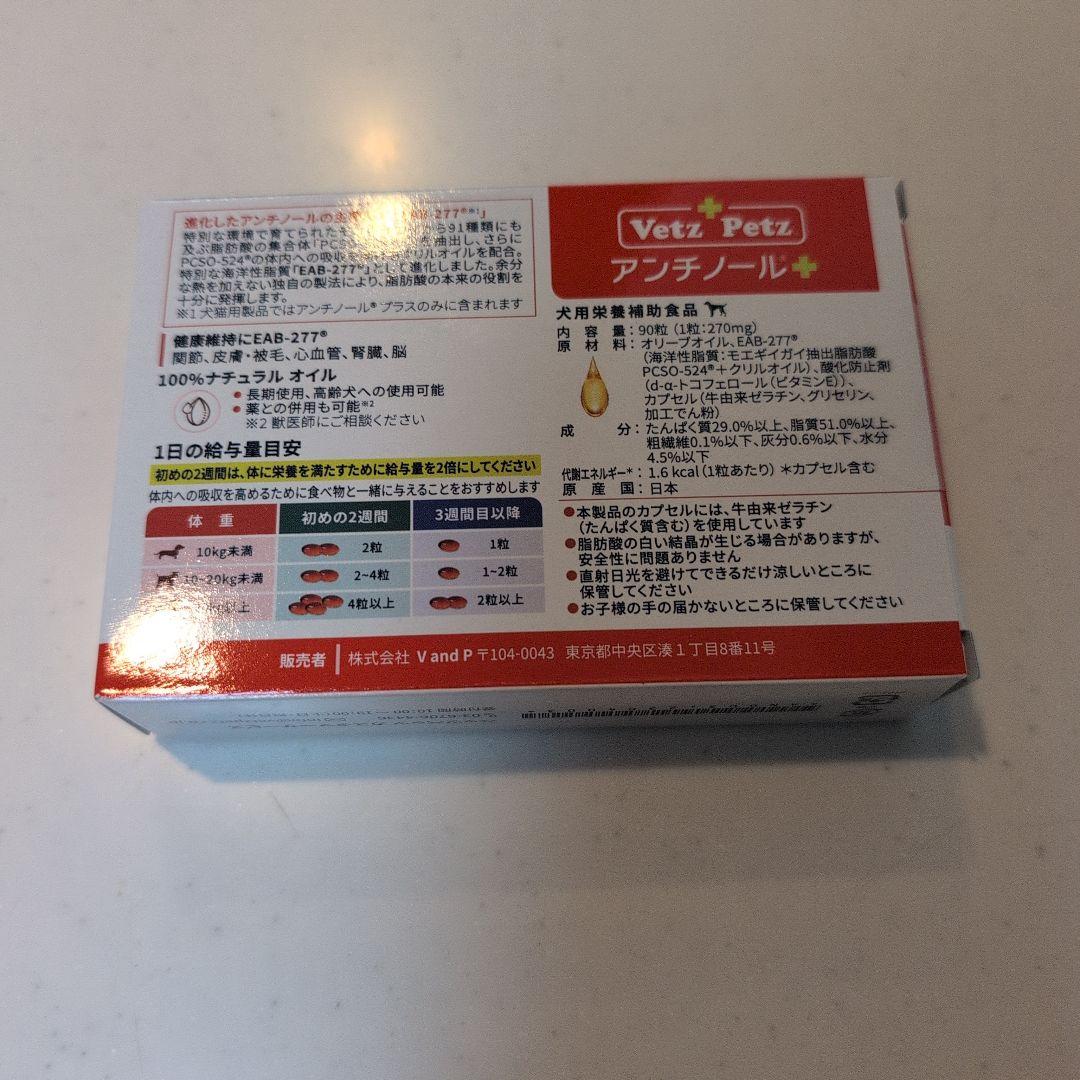 進化したアンチノールの主
277®※1」
特別な環境で育てられた
から91種類にも
及ぶ脂肪酸の集合体「PCS
を抽出し、さらに
PCSO-524®の体内への吸収
リルオイルを配合。
特別な海洋性脂質「EAB-277®」として進化しました。余分
な熱を加えない独自の製法により、脂肪酸の本来の役割を
十分に発揮します。
※1 犬猫用製品ではアンチノール® プラスのみに含まれます
健康維持にEAB-277®
関節、皮膚・被毛、心血管、腎臓、脳
100%ナチュラル オイル
● 長期使用、高齢犬への使用可能
● 薬との併用も可能※2
※2 獣医師にご相談ください
1日の給与量目安
初めの2週間は、体に栄養を満たすために給与量を2倍にしてください
体内への吸収を高めるために食べ物と一緒に与えることをおすすめします
体 重 初めの2週間 3週間目以降
10kg未満 2粒 1粒
10~20kg未満 2~4粒 1~2粒
以上 4粒以上 2粒以上
Vetz Petz
アンチノール®+
犬用栄養補助食品
内 容 量：90粒（1粒：270mg）
原 材 料：オリーブオイル、EAB-277®
（海洋性脂質：モエギイガイ抽出脂肪酸
PCSO-524®＋クリルオイル）、酸化防止剤
（d-α-トコフェロール（ビタミンE））、
カプセル（牛由来ゼラチン、グリセリン、
加工でん粉）
成 分：たんぱく質29.0%以上、脂質51.0%以上、
粗繊維0.1%以下、灰分0.6%以下、水分
4.5%以下
代謝エネルギー*：1.6 kcal（1粒あたり）*カプセル含む
原 産 国：日本
●本製品のカプセルには、牛由来ゼラチン
（たんぱく質含む）を使用しています
●脂肪酸の白い結晶が生じる場合がありますが、
安全性に問題ありません
●直射日光を避けてできるだけ涼しいところに
保管してください
●お子様の手の届かないところに保管してください
販売者 株式会社 V and P 〒104-0043 東京都中央区湊1丁目8番11号